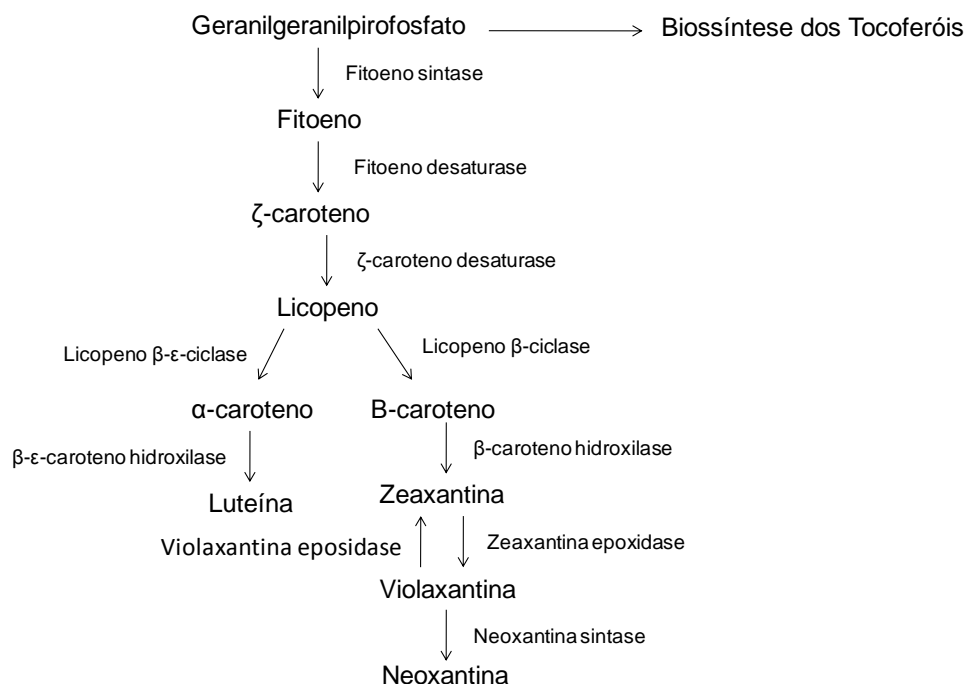 Geranilgeranilpirofosfato
Biossíntese dos Tocoferóis
Fitoeno sintase
Fitoeno
Fitoeno desaturase
ζ-caroteno
ζ-caroteno desaturase
Licopeno
Licopeno β-ε-ciclase
Licopeno β-ciclase
α-caroteno
Β-caroteno
β-ε-caroteno hidroxilase
β-caroteno hidroxilase
Luteína
Zeaxantina
Violaxantina eposidase
Zeaxantina epoxidase
Violaxantina
Neoxantina sintase
Neoxantina